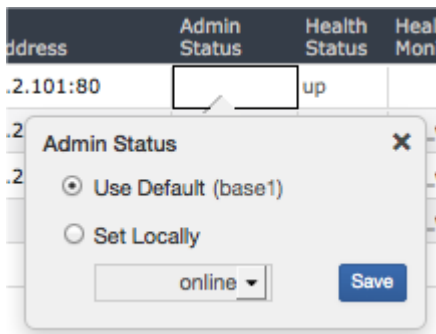 ddress
Admin
Status
Health
Status
Heal
Mon
.2.101:80
up
.2
Admin Status
.2
Use Default (base1)
Set Locally
online
Save